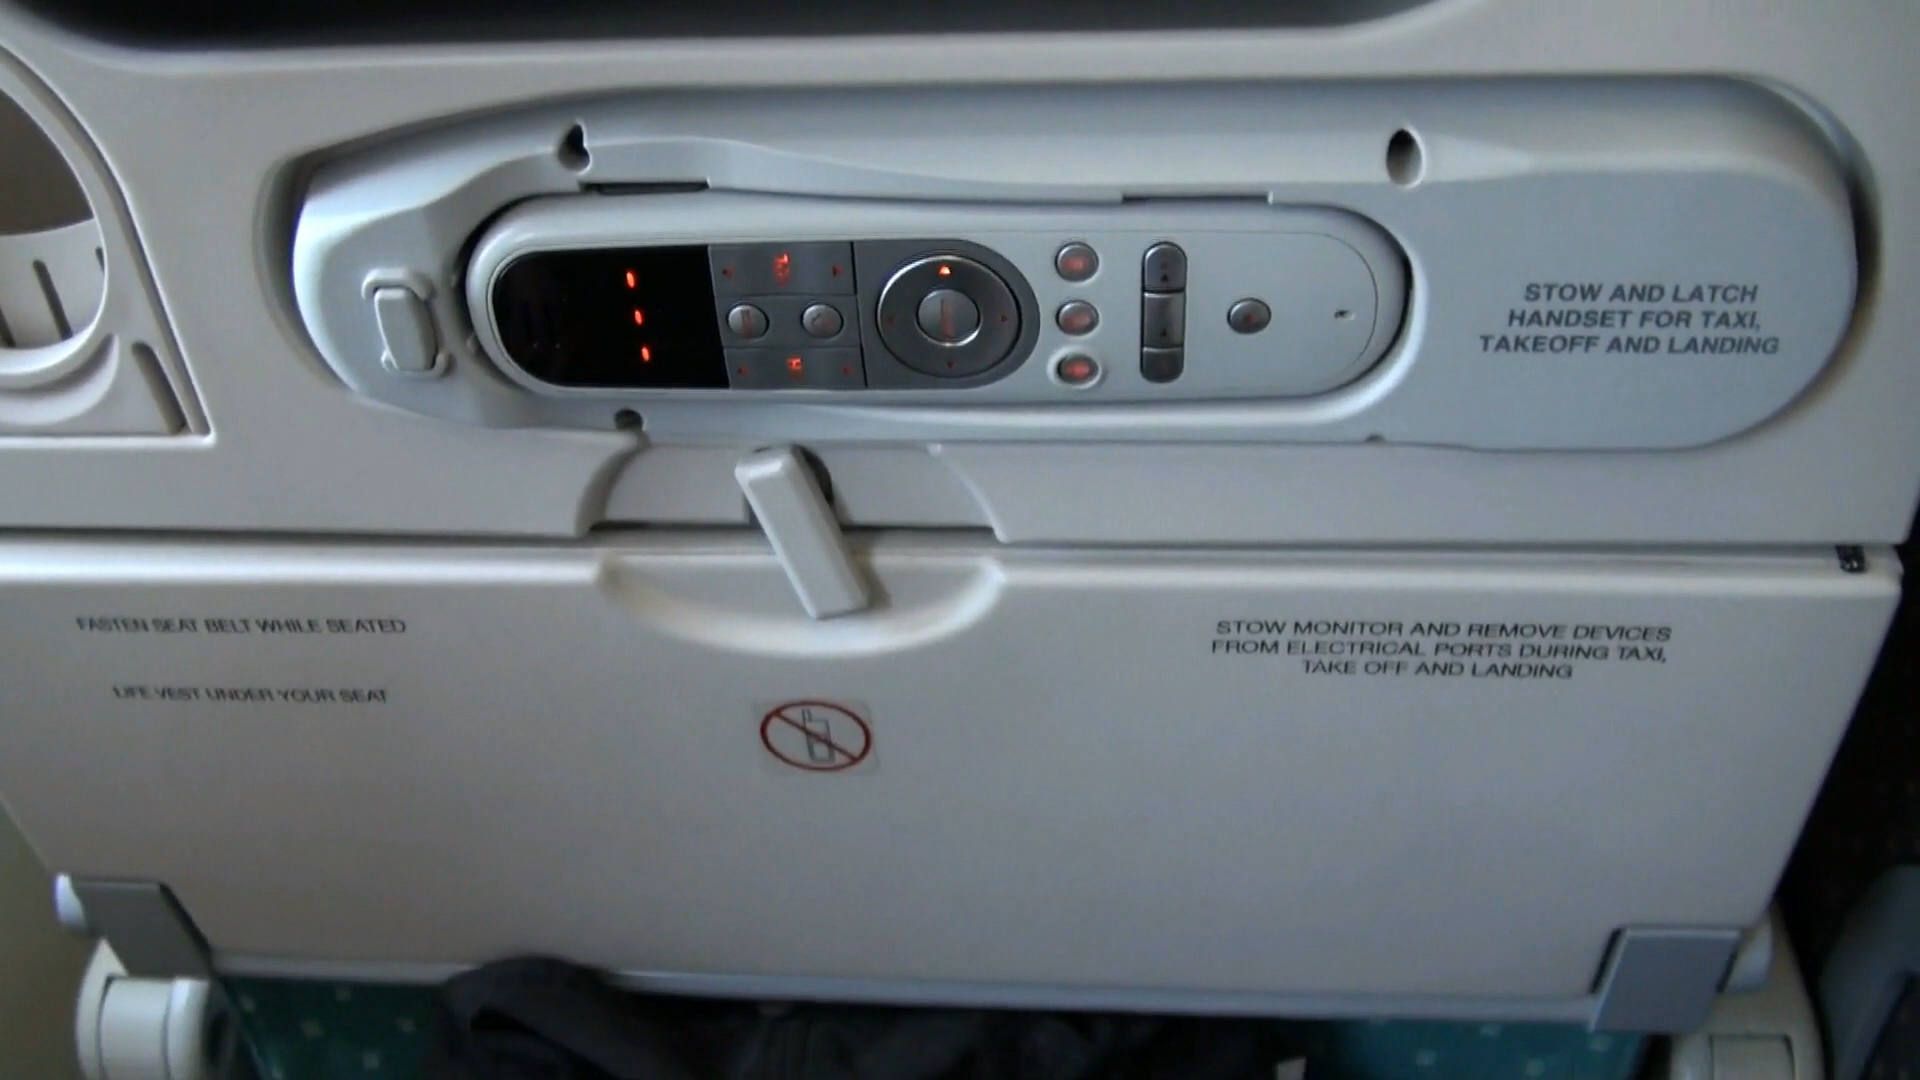 STOW AND LATCH
HANDSET FOR TAXI,
TAKEOFF AND LANDING
FASTEN SEAT BELT WHILE SEATED
LIFE VEST UNDER YOUR SEAT
STOW MONITOR AND REMOVE DEVICES
FROM ELECTRICAL PORTS DURING TAXI,
TAKE OFF AND LANDING